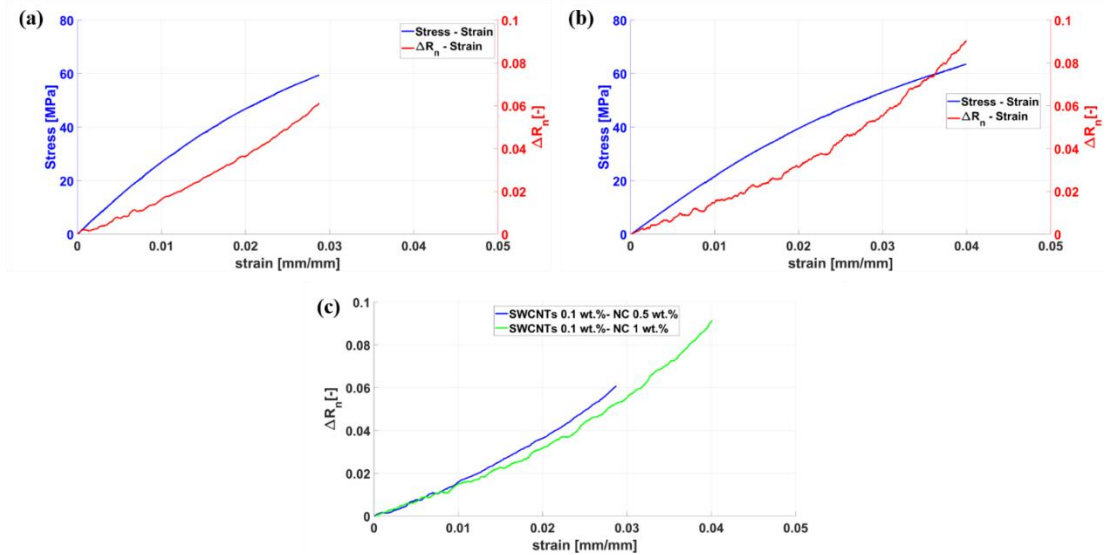 (a)
80
60
40
20
0
Stress [MPa]
0
0.01
0.02
0.03
0.04
0.05
strain [mm/mm]
0.1
0.08
0.06
0.04
0.02
0
ΔRn[-]
Stress - Strain
ΔRn - Strain
(b)
80
60
40
20
0
Stress [MPa]
0
0.01
0.02
0.03
0.04
0.05
strain [mm/mm]
0.1
0.08
0.06
0.04
0.02
0
ΔRn[-]
Stress - Strain
ΔRn - Strain
(c)
0.1
0.08
0.06
0.04
0.02
0
ΔRn[-]
0
0.01
0.02
0.03
0.04
0.05
strain [mm/mm]
SWCNTs 0.1 wt.%- NC 0.5 wt.%
SWCNTs 0.1 wt.%- NC 1 wt.%